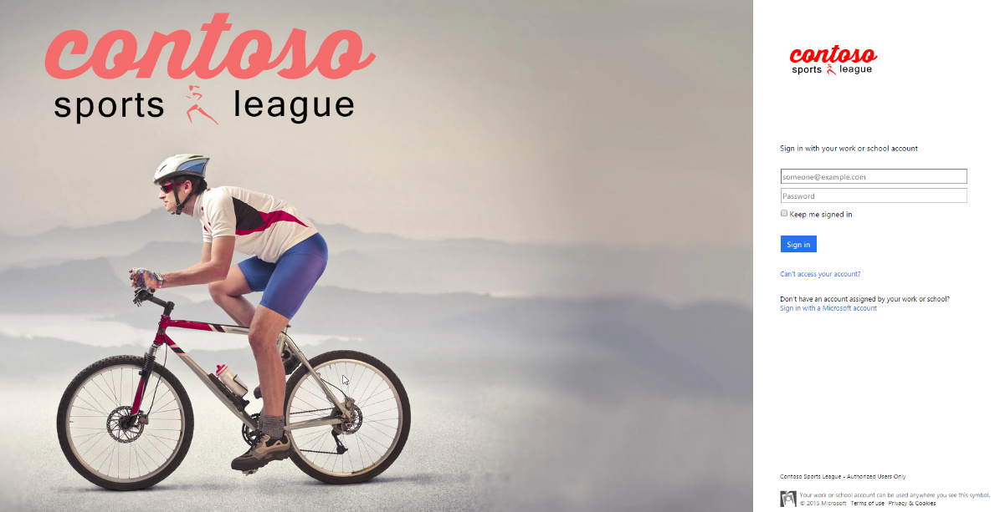 contoso
sports league
contoso
sports league
Sign in with your work or school account
someone@example.com
Password
Keep me signed in
Sign in
Can't access your account?
Don't have an account assigned by your work or school?
Sign in with a Microsoft account
Contoso Sports League - Authorized Users Only
Your work or school account can be used anywhere you see this symbol.
© 2015 Microsoft Terms of use Privacy & Cookies